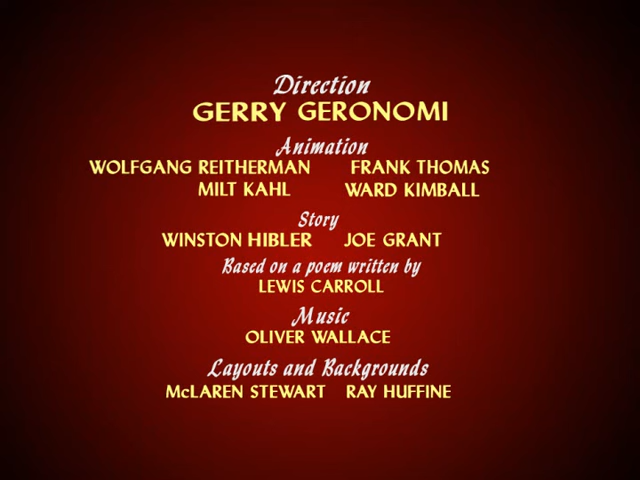 Direction
GERRY GERONOMI
Animation
WOLFGANG REITHERMAN FRANK THOMAS
MILT KAHL WARD KIMBALL
Story
WINSTON HIBLER JOE GRANT
Based on a poem written by
LEWIS CARROLL
Music
OLIVER WALLACE
Layouts and Backgrounds
McLAREN STEWART RAY HUFFINE